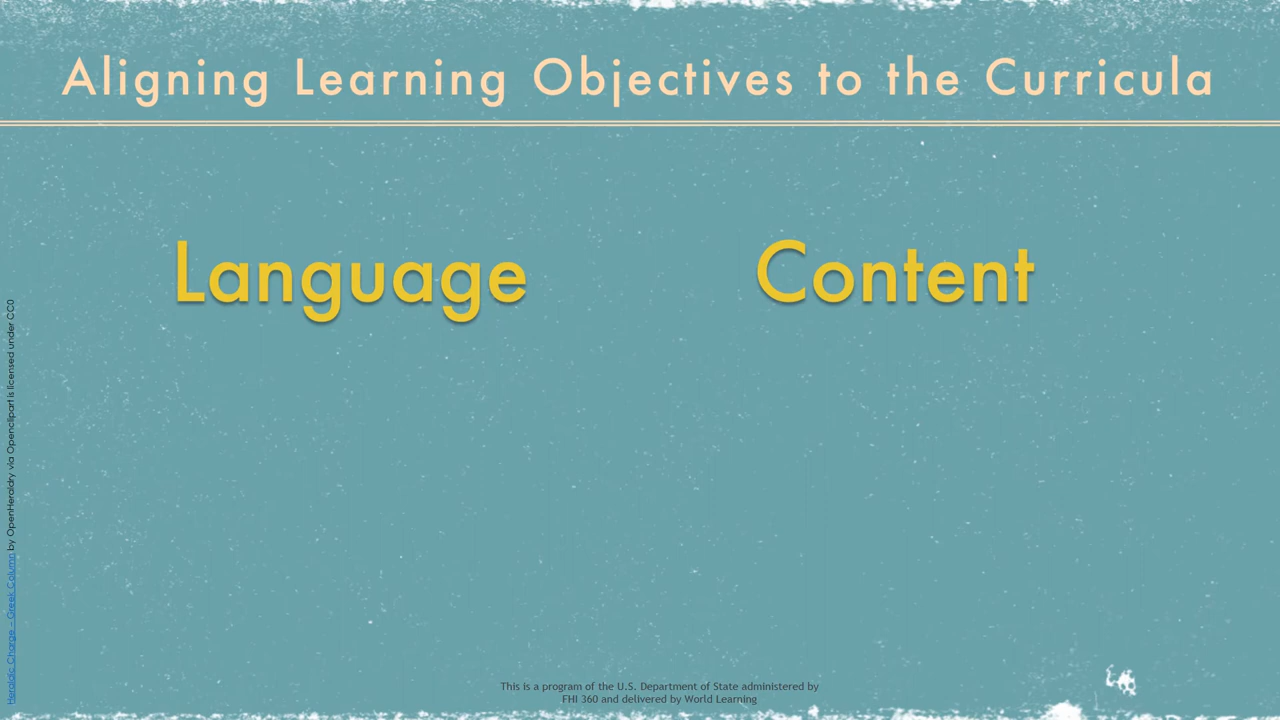 Aligning Learning Objectives to the Curricula
Language
Content
Heraldic Charge - Greek Column by OpenHeraldry via Openclipart is licensed under CC0
This is a program of the U.S. Department of State administered by
FHI 360 and delivered by World Learning